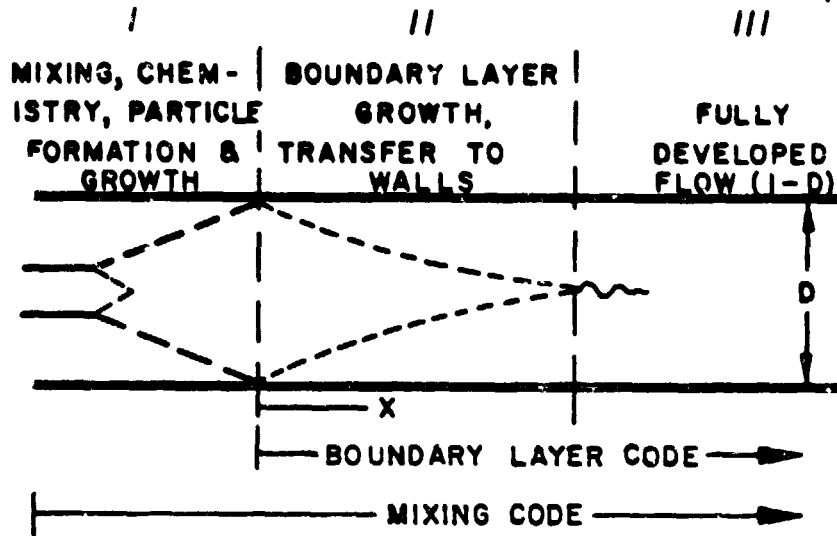 I
II
III
MIXING, CHEM-
ISTRY, PARTICLE
FORMATION &
GROWTH
BOUNDARY LAYER
GROWTH,
TRANSFER TO
WALLS
FULLY
DEVELOPED
FLOW (1-D)
D
X
BOUNDARY LAYER CODE
MIXING CODE